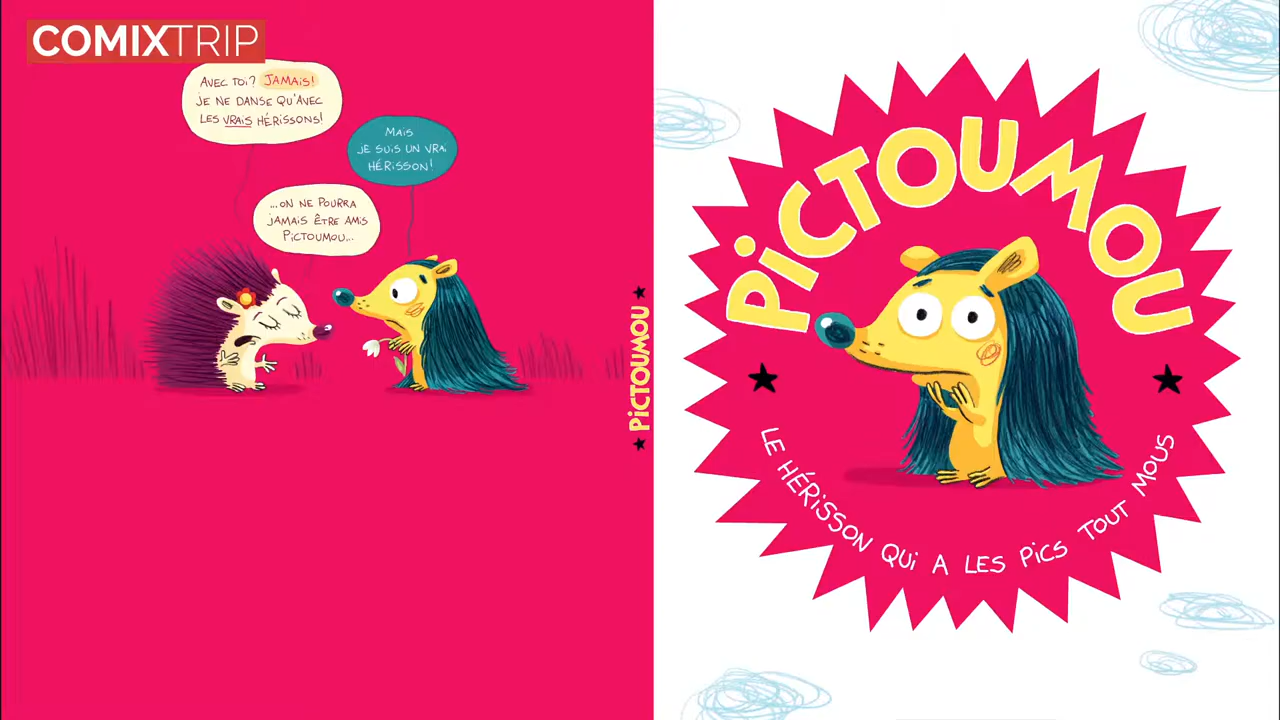 COMIXTRIP
AVEC TOI? JAMAIS!
JE NE DANSE QU'AVEC
LES VRAIS HÉRISSONS!
MAIS
JE SUIS UN VRAI
HÉRISSON!
...ON NE POURRA
JAMAIS ÊTRE AMIS
PiCTOUMOU...
PiCTOUMOU
PiCTOUMOU
LE HÉRiSSON QUi A LES PiCS TOUT MOUS